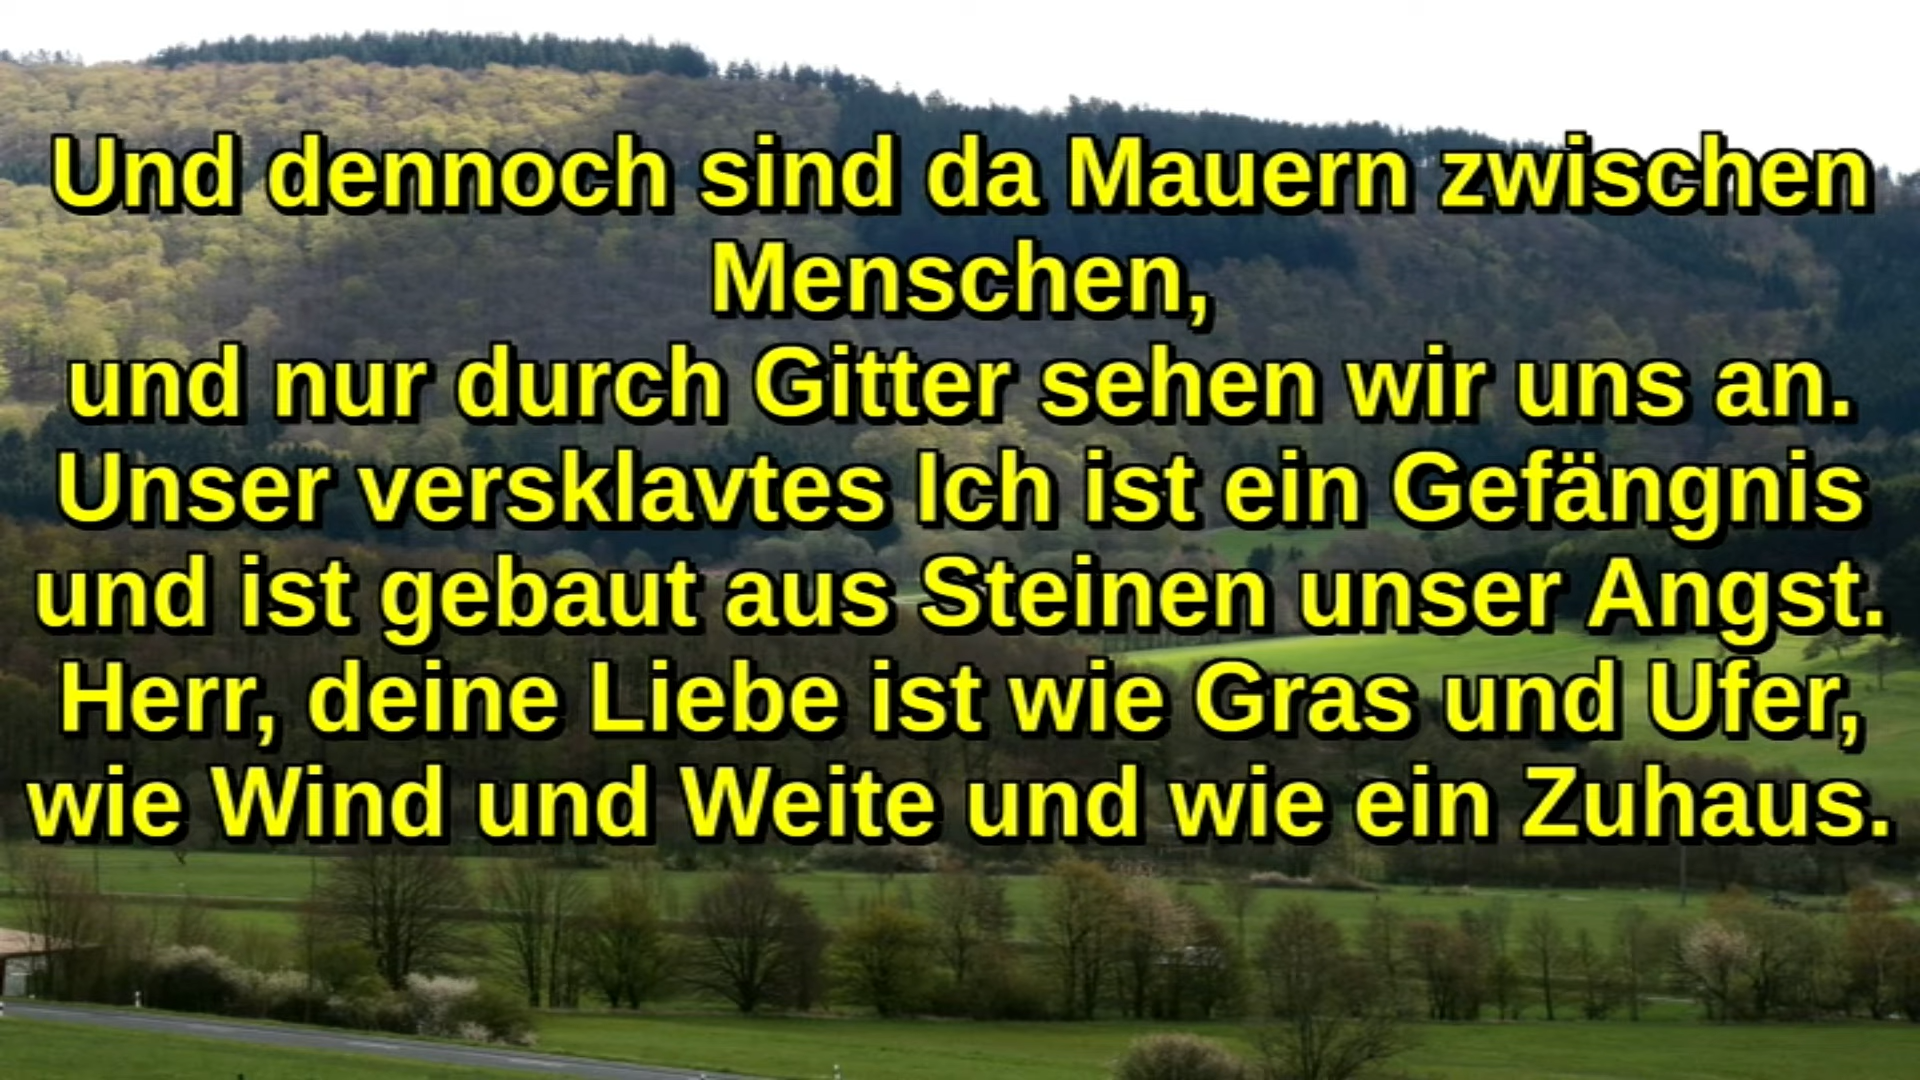 Und dennoch sind da Mauern zwischen
Menschen,
und nur durch Gitter sehen wir uns an.
Unser versklavtes Ich ist ein Gefängnis
und ist gebaut aus Steinen unser Angst.
Herr, deine Liebe ist wie Gras und Ufer,
wie Wind und Weite und wie ein Zuhaus.